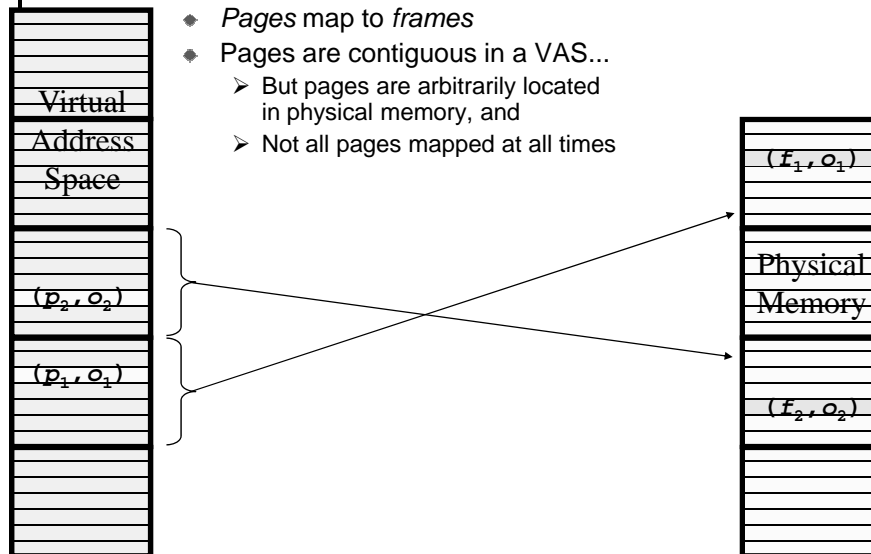 Pages map to frames
Pages are contiguous in a VAS...
But pages are arbitrarily located
in physical memory, and
Not all pages mapped at all times
Virtual
Address
Space
(p₂,o₂)
(p₁,o₁)
(f₁,o₁)
Physical
Memory
(f₂,o₂)